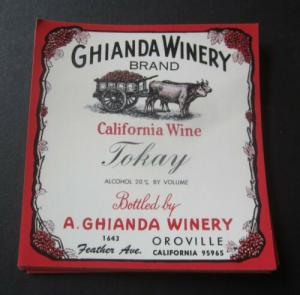 GHIANDA WINERY
BRAND
California Wine
Tokay
ALCOHOL 20% BY VOLUME
Bottled by
A. GHIANDA WINERY
1643 OROVILLE
Feather Ave. CALIFORNIA 95965